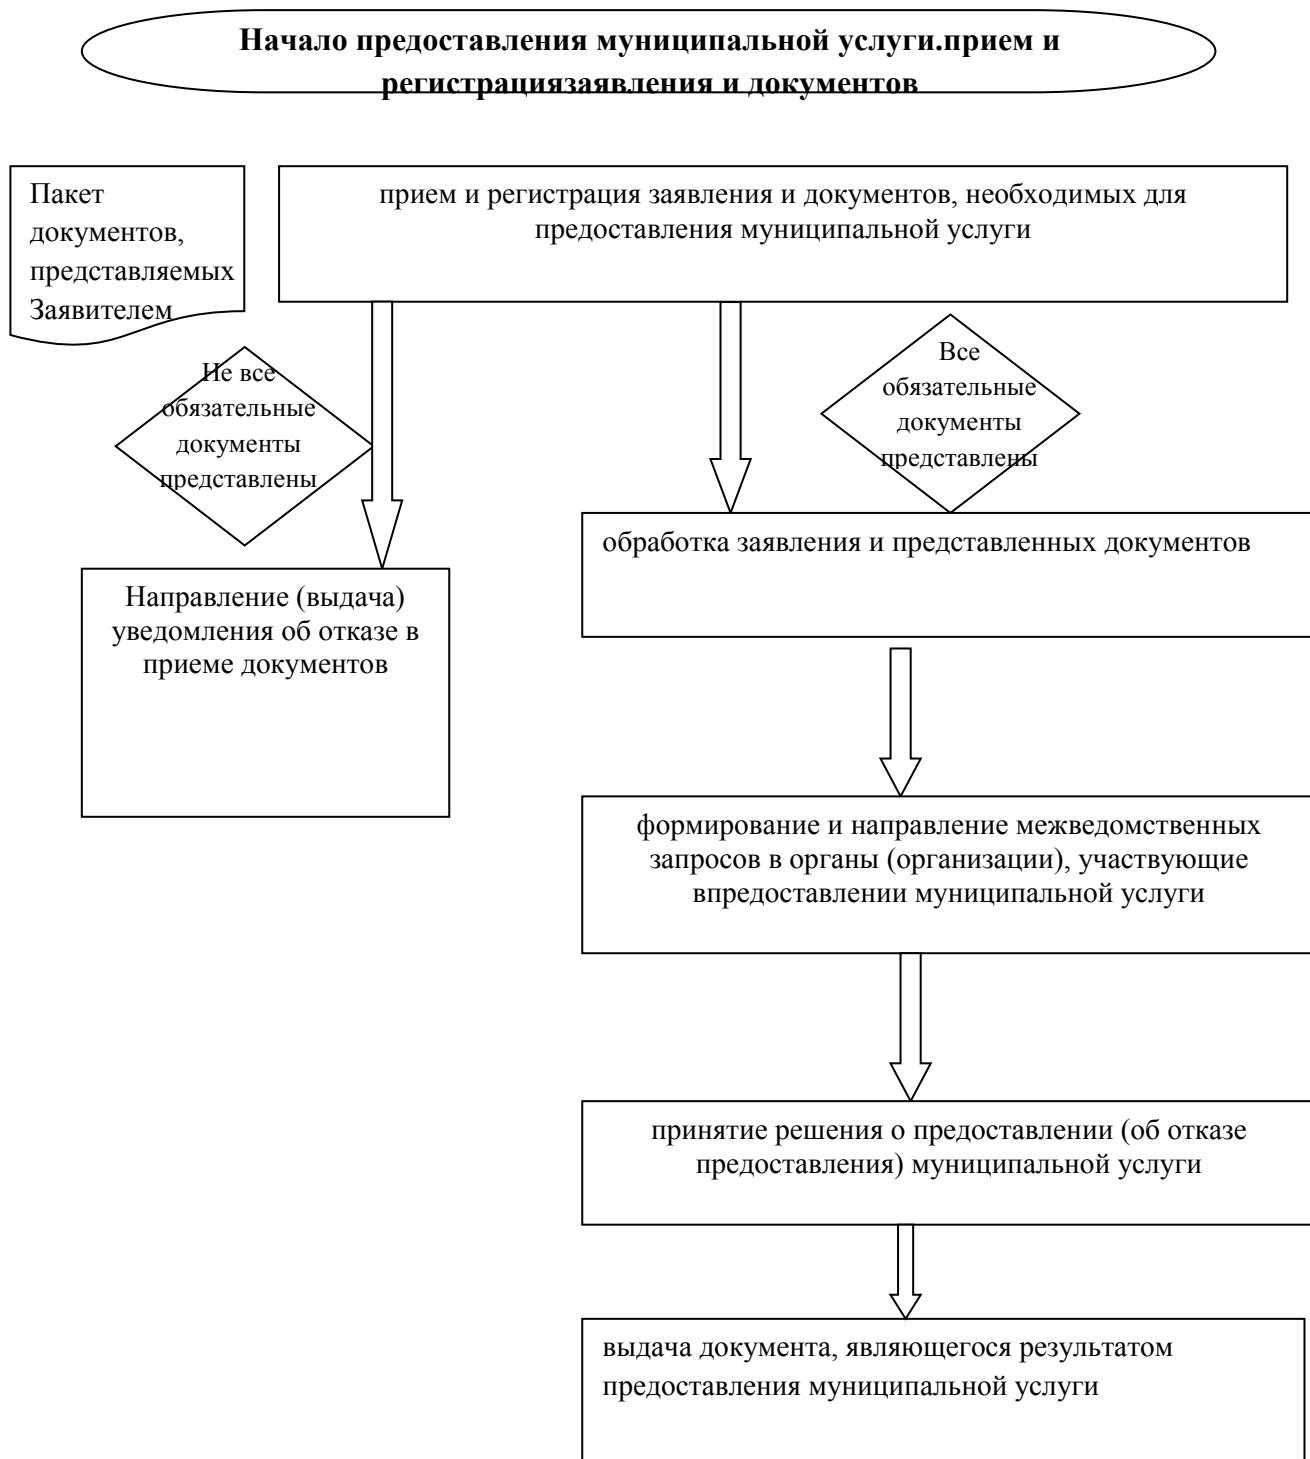 Начало предоставления муниципальной услуги.прием и
регистрациязаявления и документов
Пакет
документов,
представляемых
Заявителем
прием и регистрация заявления и документов, необходимых для
предоставления муниципальной услуги
Не все
обязательные
документы
представлены
Все
обязательные
документы
представлены
обработка заявления и представленных документов
Направление (выдача)
уведомления об отказе в
приеме документов
формирование и направление межведомственных
запросов в органы (организации), участвующие
впредоставлении муниципальной услуги
принятие решения о предоставлении (об отказе
предоставления) муниципальной услуги
выдача документа, являющегося результатом
предоставления муниципальной услуги